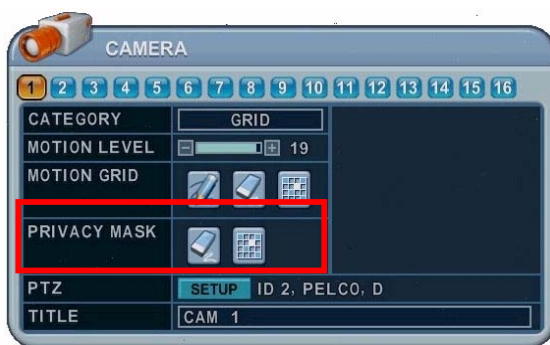 CAMERA
1 2 3 4 5 6 7 8 9 10 11 12 13 14 15 16
CATEGORY GRID
MOTION LEVEL 19
MOTION GRID
PRIVACY MASK
PTZ SETUP ID 2, PELCO, D
TITLE CAM 1